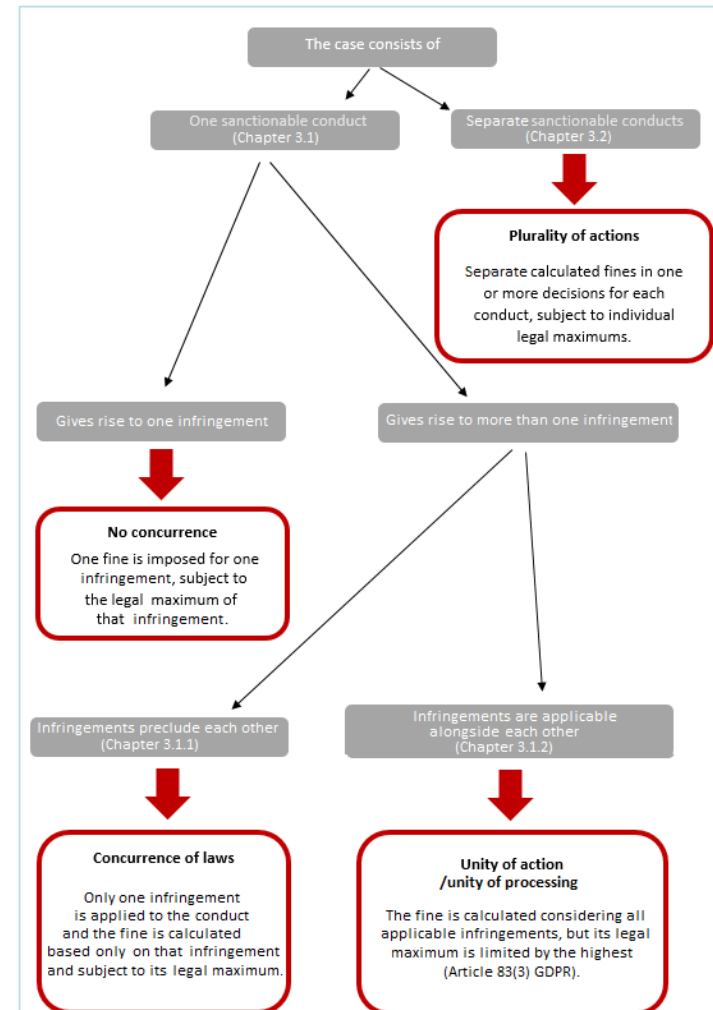 The case consists of
One sanctionable conduct
(Chapter 3.1)
Separate sanctionable conducts
(Chapter 3.2)
Plurality of actions
Separate calculated fines in one
or more decisions for each
conduct, subject to individual
legal maximums.
Gives rise to one infringement
Gives rise to more than one infringement
No concurrence
One fine is imposed for one
infringement, subject to
the legal maximum of
that infringement.
Infringements preclude each other
(Chapter 3.1.1)
Infringements are applicable
alongside each other
(Chapter 3.1.2)
Concurrence of laws
Only one infringement
is applied to the conduct
and the fine is calculated
based only on that infringement
and subject to its legal maximum.
Unity of action
/unity of processing
The fine is calculated considering all
applicable infringements, but its legal
maximum is limited by the highest
(Article 83(3) GDPR).